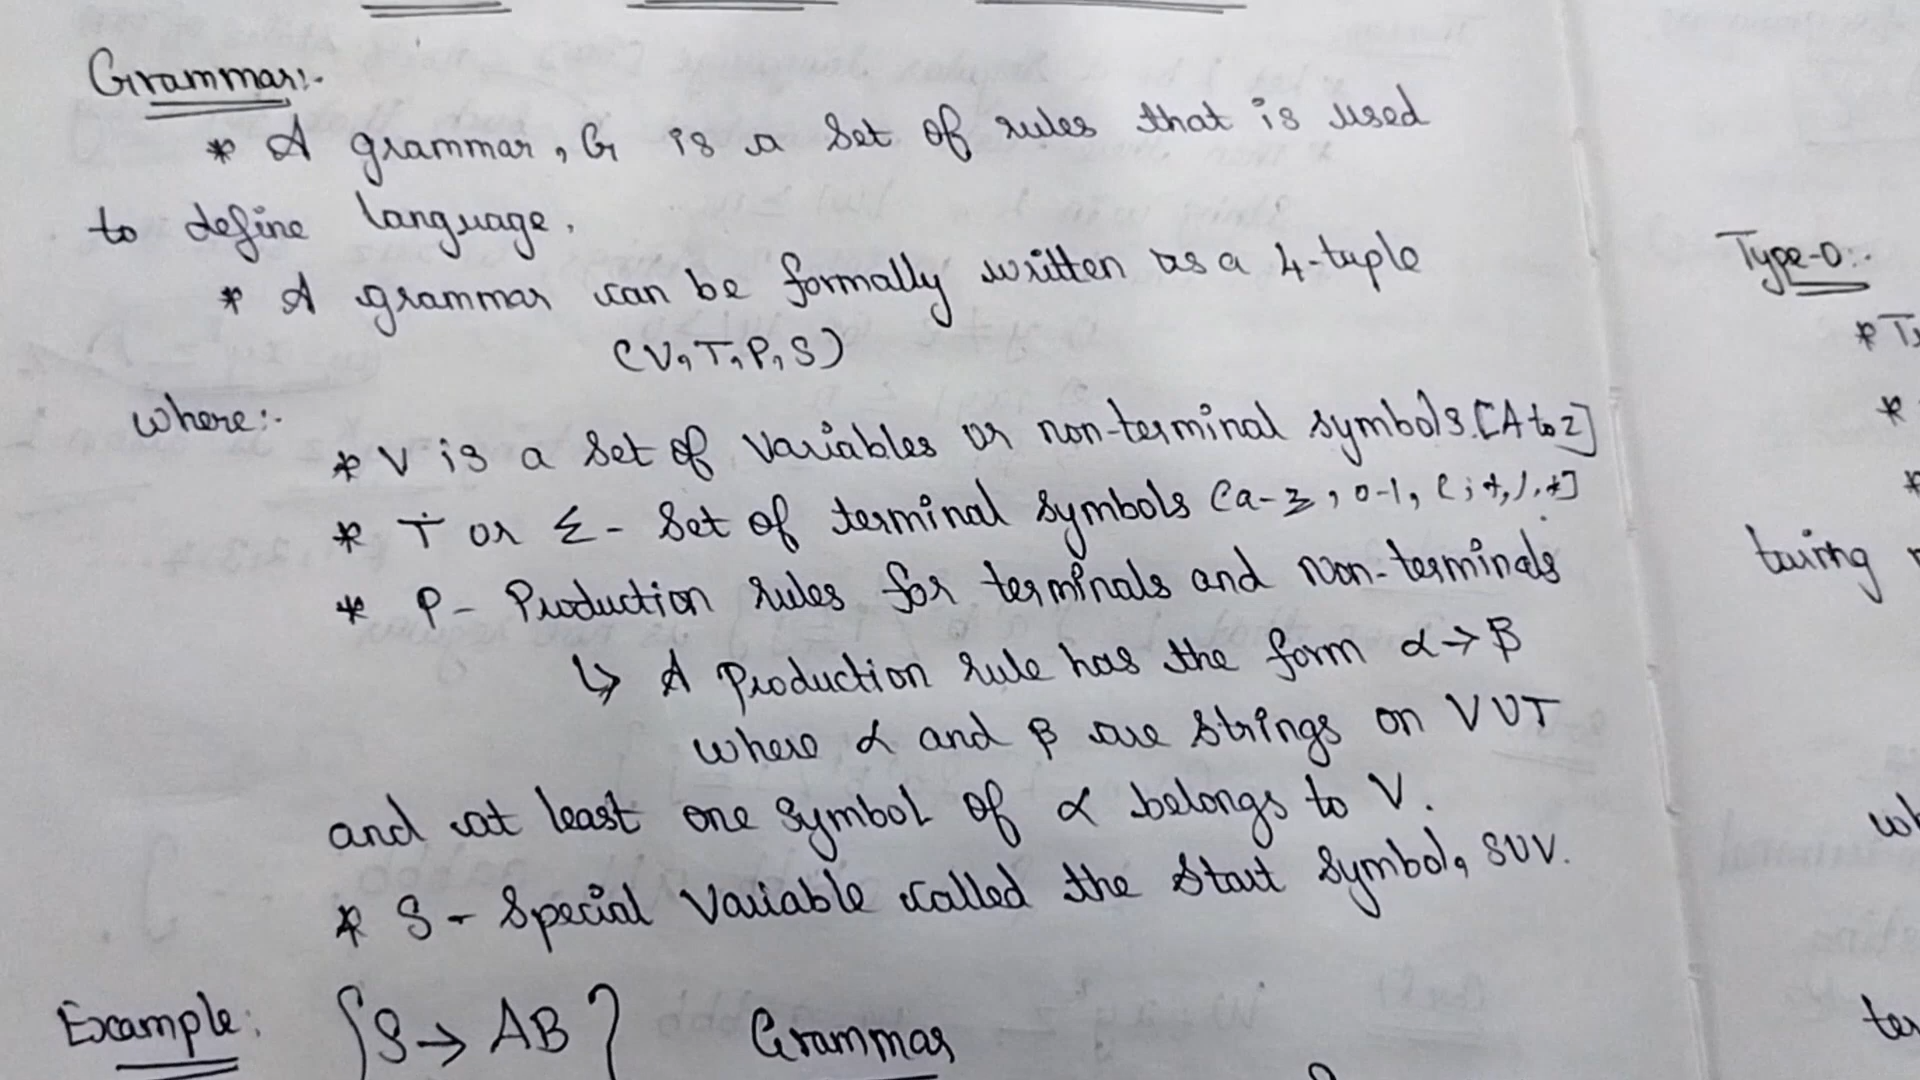 Grammar:-
* A grammar, G is a set of rules that is used
to define language.
* A grammar can be formally written as a 4-tuple
(V, T, P, S)
where:-
* V is a set of variables or non-terminal symbols.[A to Z]
* T or Σ - Set of terminal symbols (a-z, 0-1,
* P - Production rules for terminals and non-terminals
↳ A production rule has the form α → β
where α and β are strings on V U T
and at least one symbol of α belongs to V.
* S - Special Variable called the Start Symbol, SUV.
Example: {S → AB } Grammar
Type-0:-
* 
*
*
wh
ter